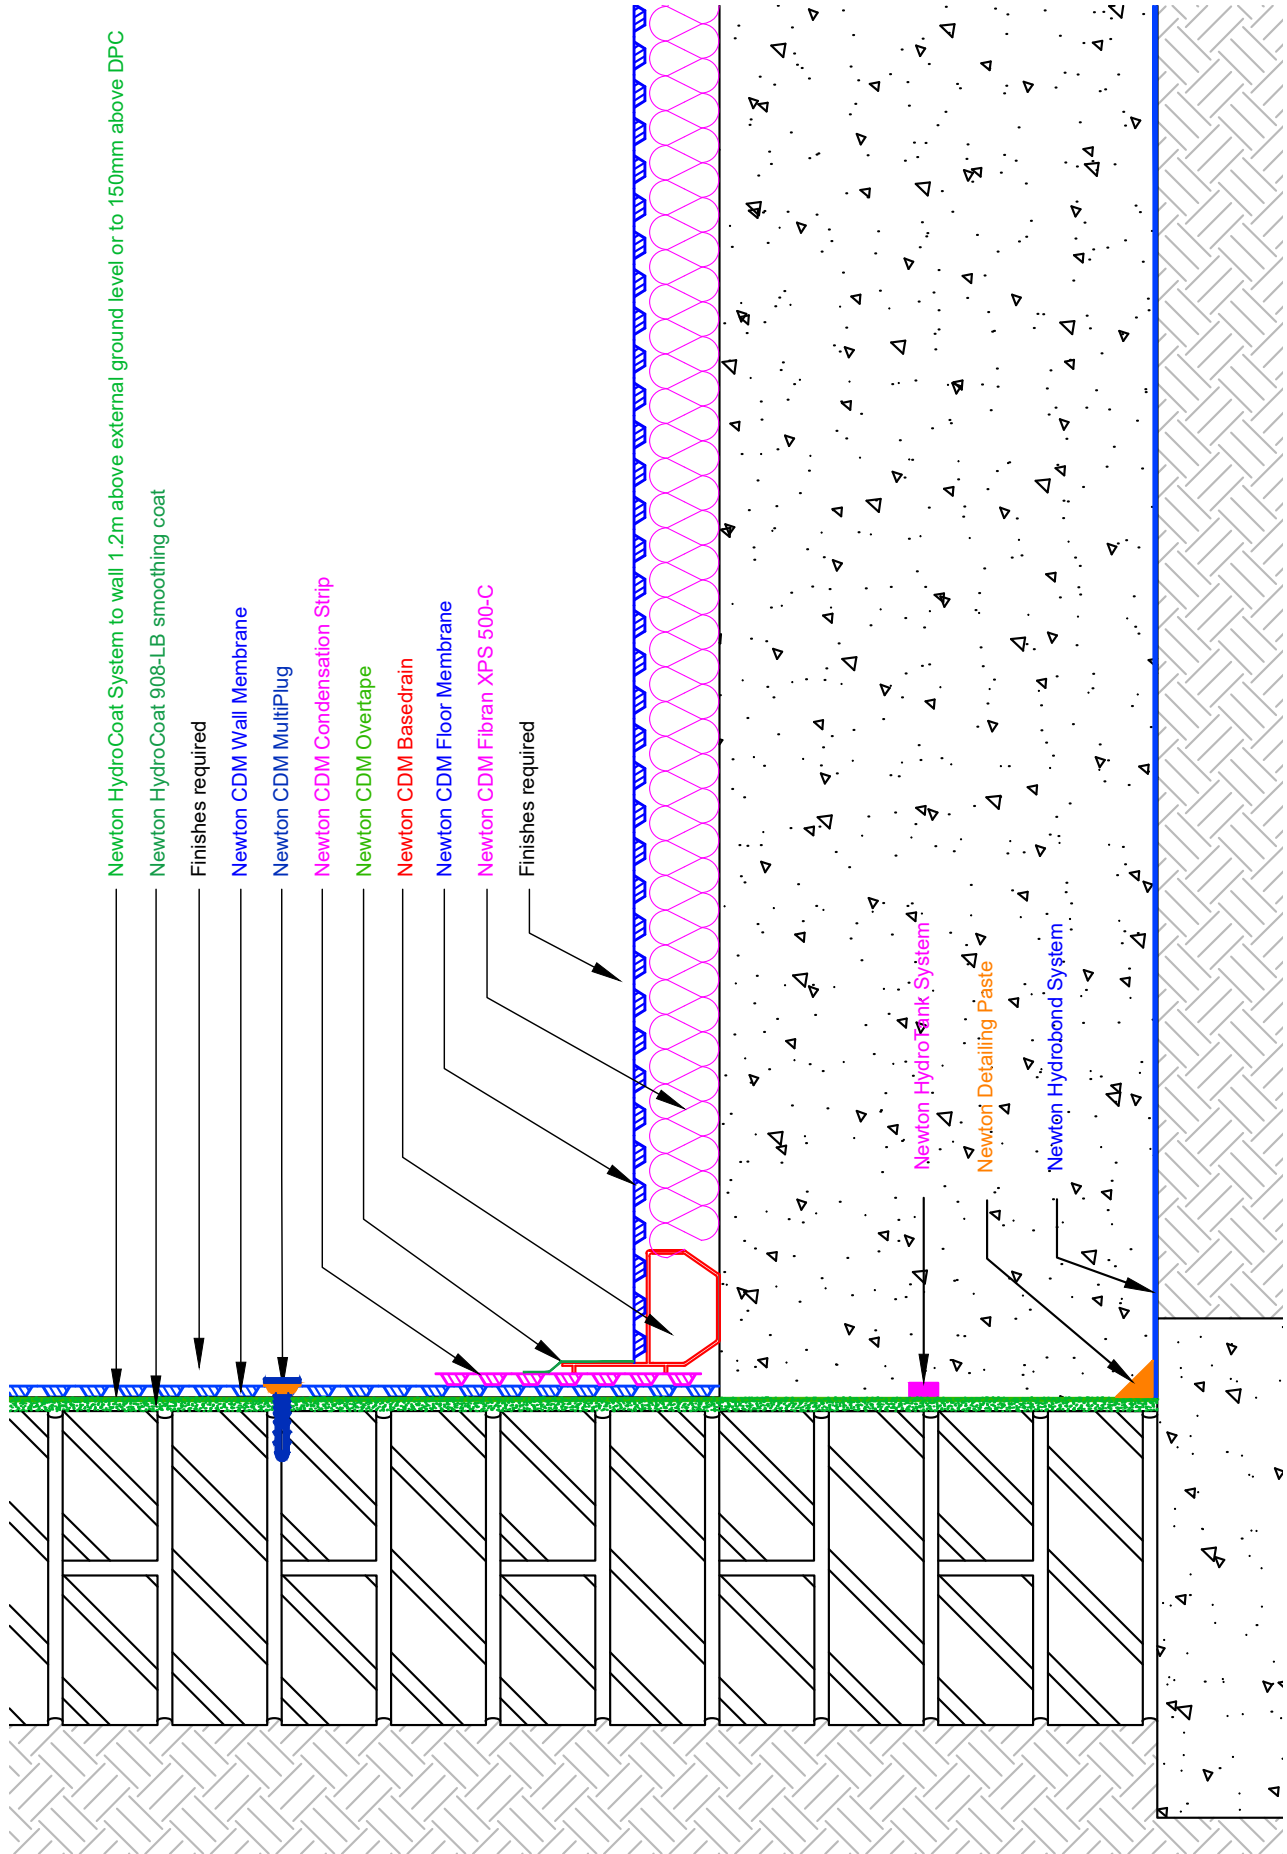 Newton HydroCoat System to wall 1.2m above external ground level or to 150mm above DPC
Newton HydroCoat 908-LB smoothing coat
Finishes required
Newton CDM Wall Membrane
Newton CDM MultiPlug
Newton CDM Condensation Strip
Newton CDM Overtape
Newton CDM Basedrain
Newton CDM Floor Membrane
Newton CDM Fibran XPS 500-C
Finishes required
Newton HydroTank System
Newton Detailing Paste
Newton Hydrobond System